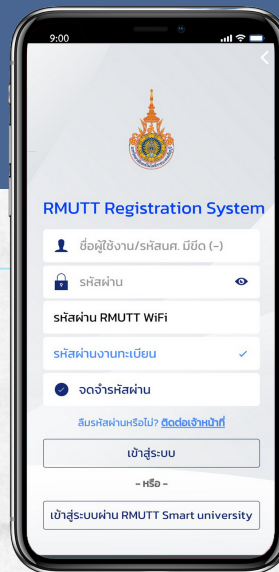 9:00
RMUTT Registration System
ชื่อผู้ใช้งาน/รหัสนศ. มีขีด (-)
รหัสผ่าน
รหัสผ่าน RMUTT WiFi
รหัสผ่านงานทะเบียน
จดจำรหัสผ่าน
ลืมรหัสผ่านหรือไม่? ติดต่อเจ้าหน้าที่
เข้าสู่ระบบ
- หรือ -
เข้าสู่ระบบผ่าน RMUTT Smart university